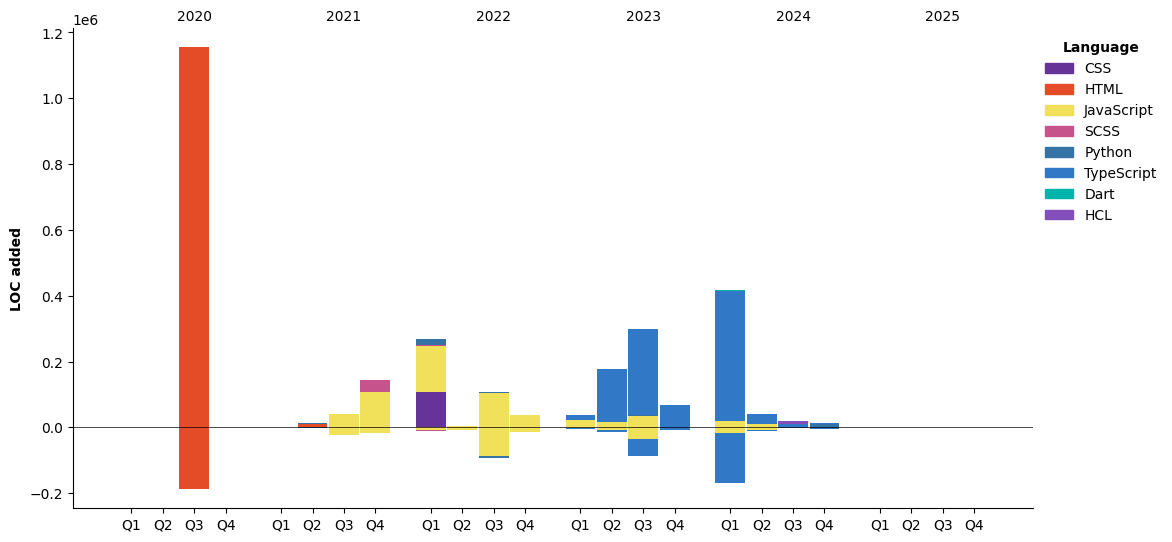 1e6
2020 2021 2022 2023 2024 2025
1.2
1.0
0.8
0.6
0.4
0.2
0.0
−0.2
LOC added
Q1 Q2 Q3 Q4 Q1 Q2 Q3 Q4 Q1 Q2 Q3 Q4 Q1 Q2 Q3 Q4 Q1 Q2 Q3 Q4 Q1 Q2 Q3 Q4
Language
CSS
HTML
JavaScript
SCSS
Python
TypeScript
Dart
HCL